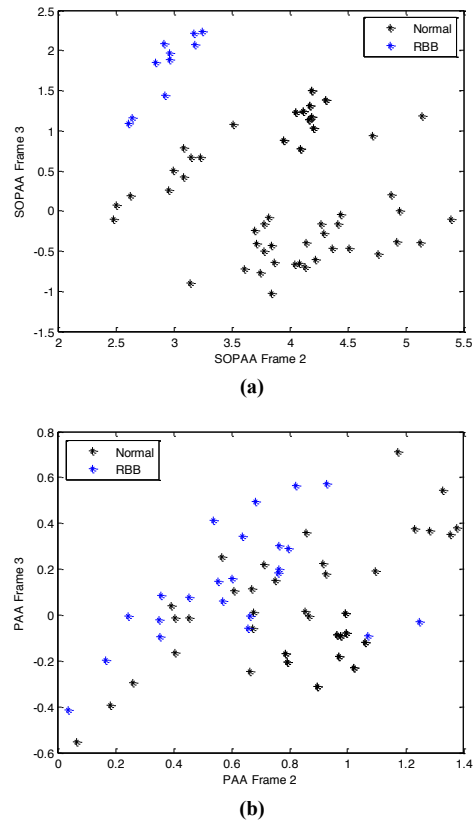 2.5
2
1.5
1
0.5
0
-0.5
-1
-1.5
SOPAA Frame 3
Normal
RBB
2 2.5 3 3.5 4 4.5 5 5.5
SOPAA Frame 2
(a)
0.8
0.6
0.4
0.2
0
-0.2
-0.4
-0.6
PAA Frame 3
Normal
RBB
0 0.2 0.4 0.6 0.8 1 1.2 1.4
PAA Frame 2
(b)